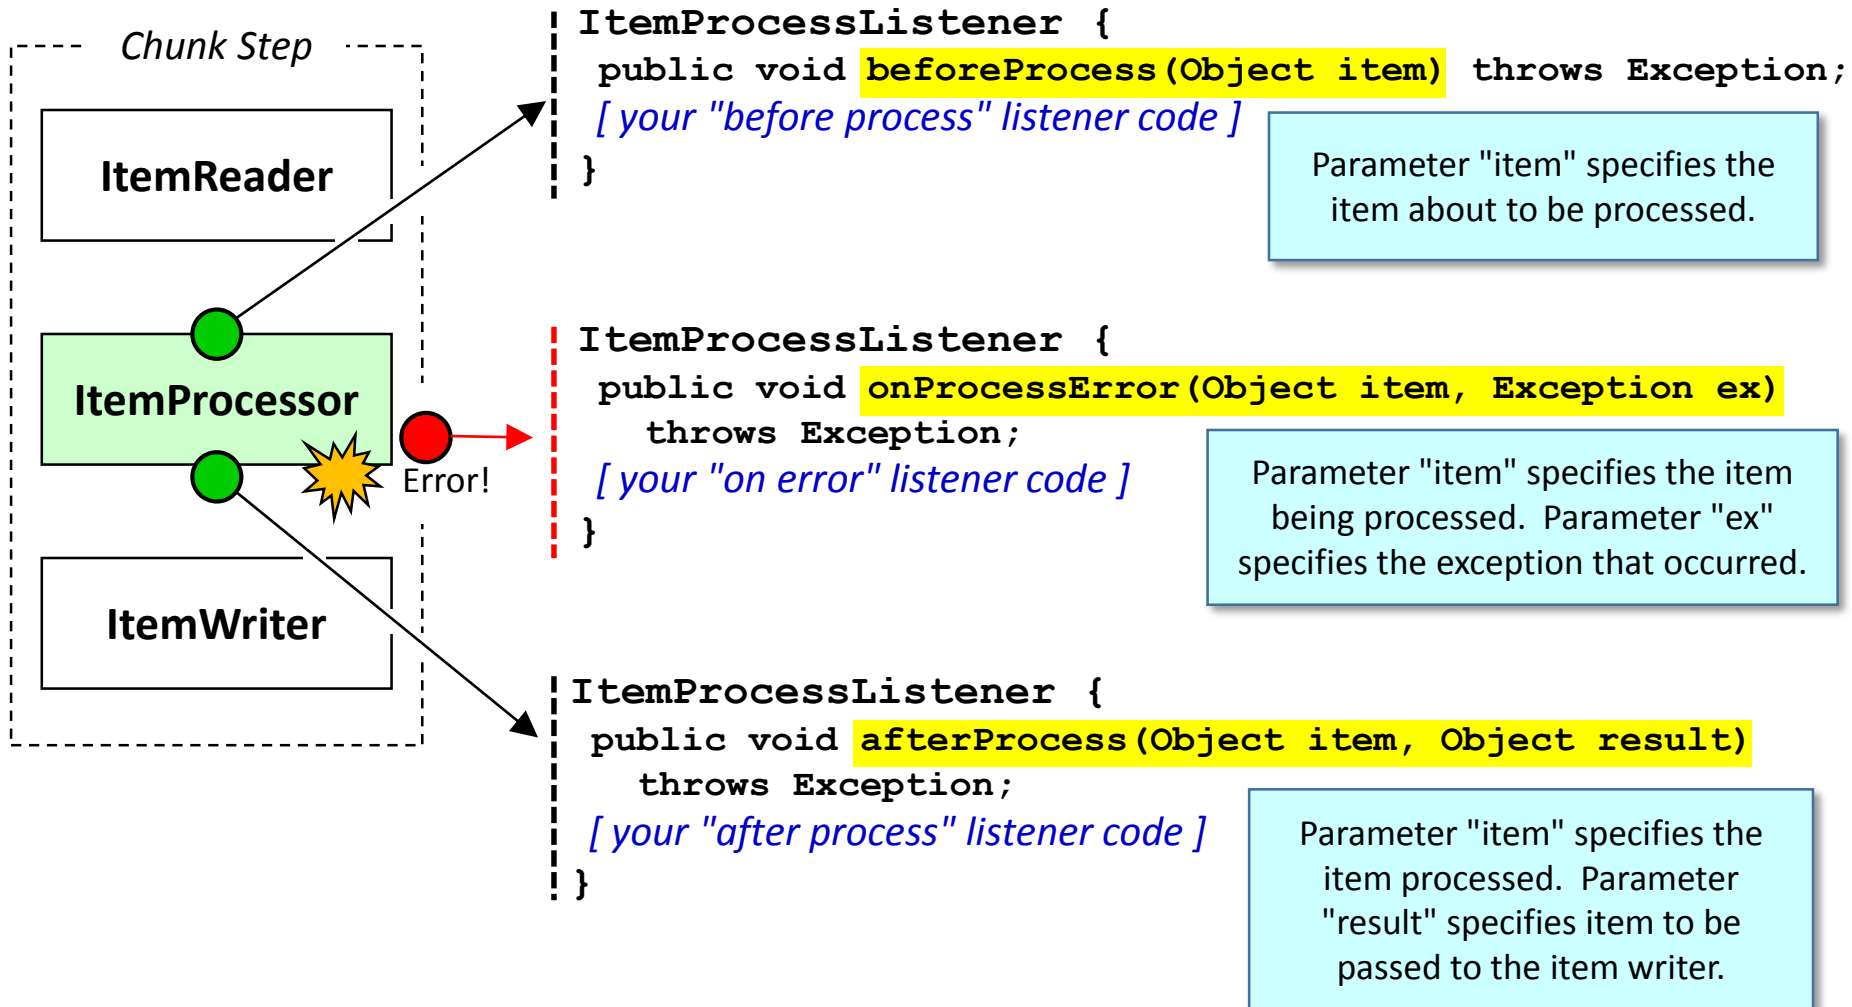 Chunk Step
ItemReader
ItemProcessor
Error!
ItemWriter
ItemProcessListener {
public void beforeProcess(Object item) throws Exception;
[ your "before process" listener code ]
}
Parameter "item" specifies the
item about to be processed.
ItemProcessListener {
public void onProcessError(Object item, Exception ex)
throws Exception;
[ your "on error" listener code ]
}
Parameter "item" specifies the item
being processed. Parameter "ex"
specifies the exception that occurred.
ItemProcessListener {
public void afterProcess(Object item, Object result)
throws Exception;
[ your "after process" listener code ]
}
Parameter "item" specifies the
item processed. Parameter
"result" specifies item to be
passed to the item writer.